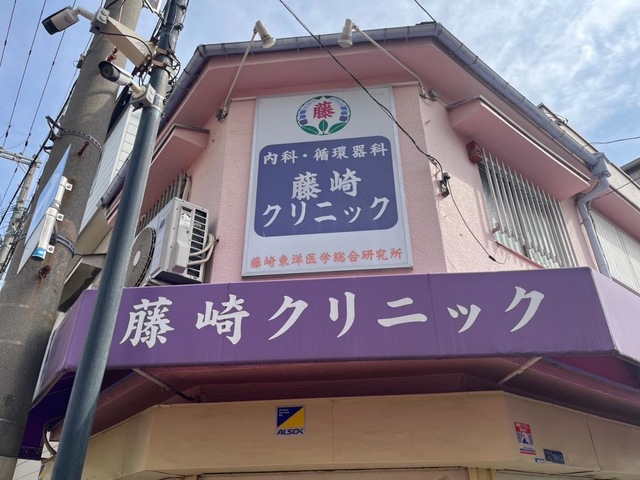 藤
内科・循環器科
藤崎
クリニック
藤崎東洋医学総合研究所
藤崎クリニック
ALSOK